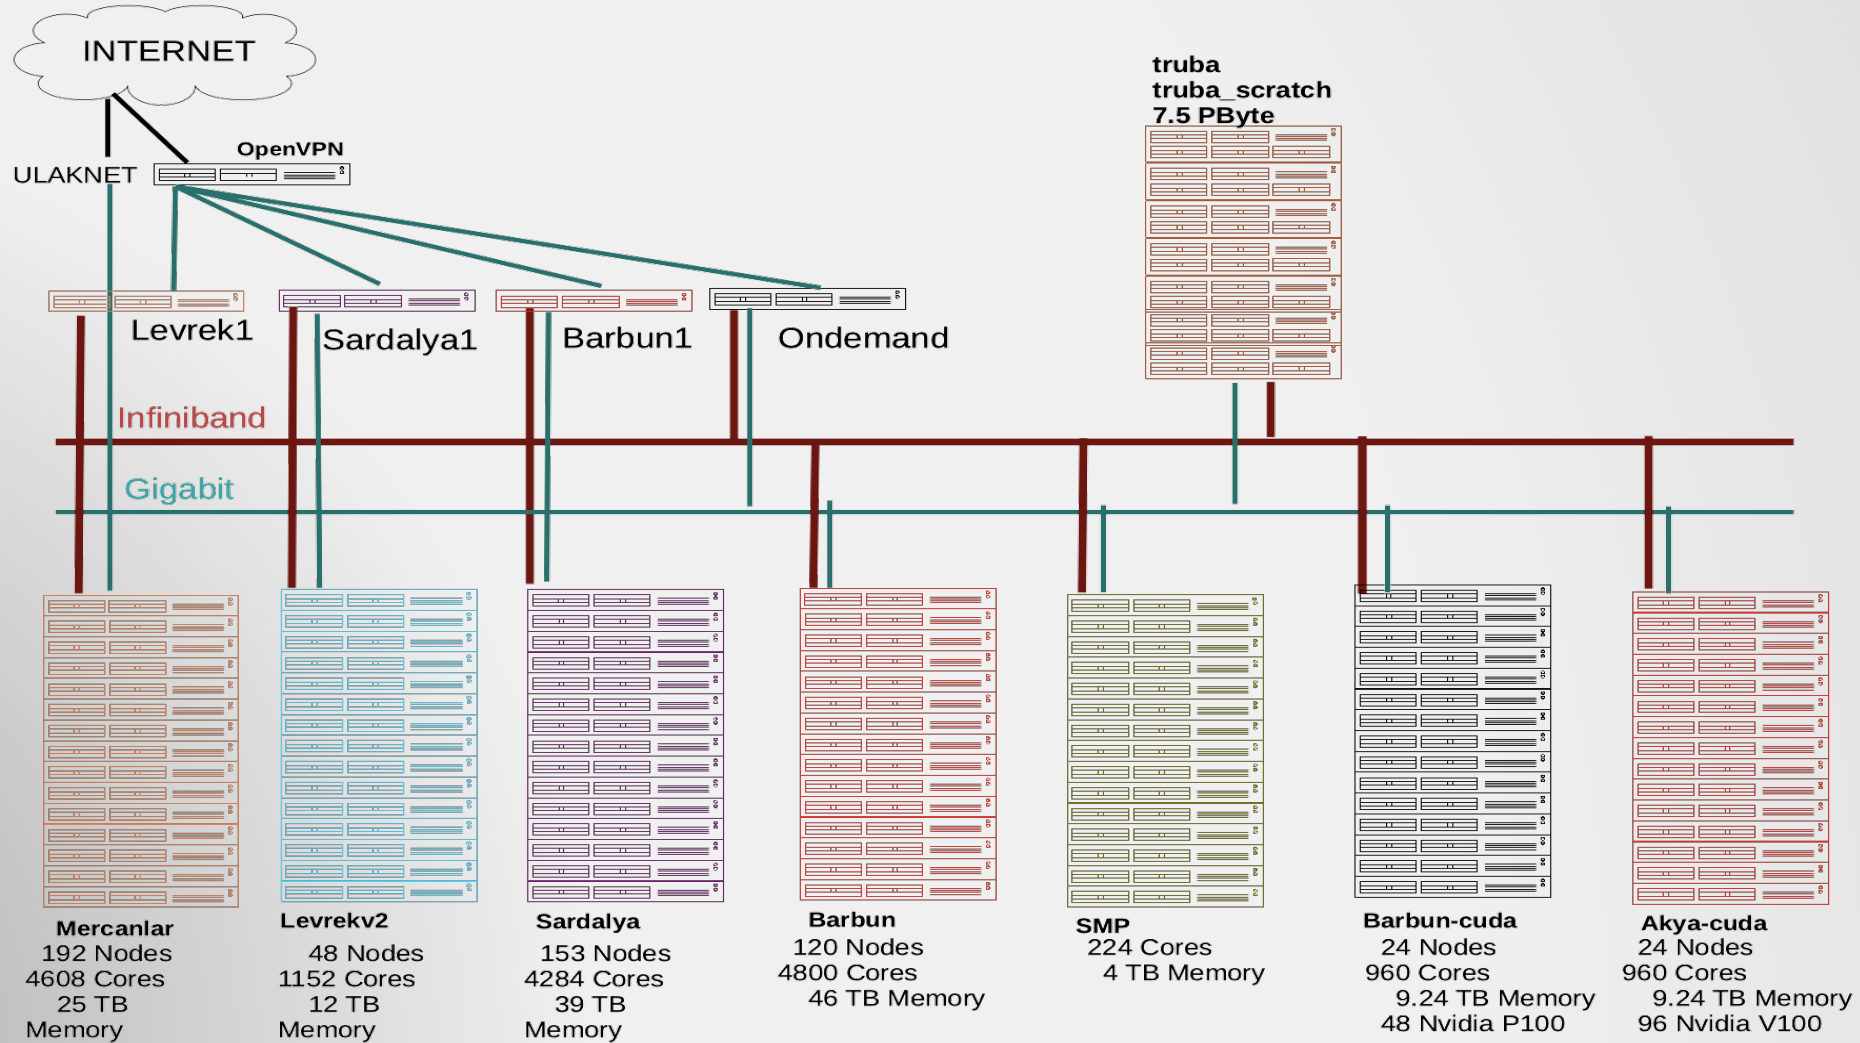 INTERNET
OpenVPN
ULAKNET
truba
truba_scratch
7.5 PByte
Levrek1
Sardalya1
Barbun1
Ondemand
Infiniband
Gigabit
Mercanlar
192 Nodes
4608 Cores
25 TB
Memory
Levrekv2
48 Nodes
1152 Cores
12 TB
Memory
Sardalya
153 Nodes
4284 Cores
39 TB
Memory
Barbun
120 Nodes
4800 Cores
46 TB Memory
SMP
224 Cores
4 TB Memory
Barbun-cuda
24 Nodes
960 Cores
9.24 TB Memory
48 Nvidia P100
Akya-cuda
24 Nodes
960 Cores
9.24 TB Memory
96 Nvidia V100